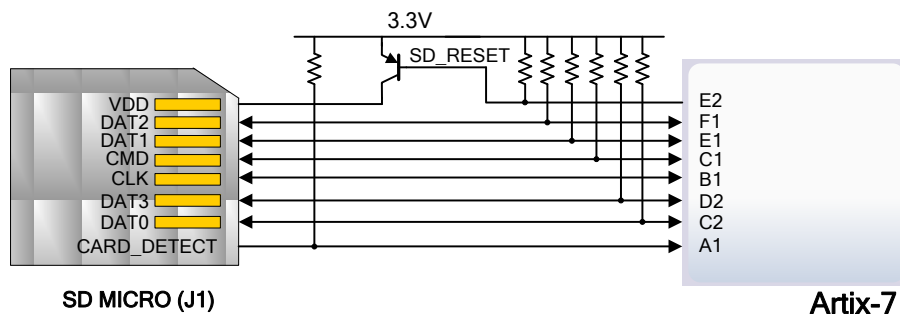 3.3V
SD_RESET
VDD
DAT2
DAT1
CMD
CLK
DAT3
DAT0
CARD_DETECT
E2
F1
E1
C1
B1
D2
C2
A1
SD MICRO (J1)
Artix-7